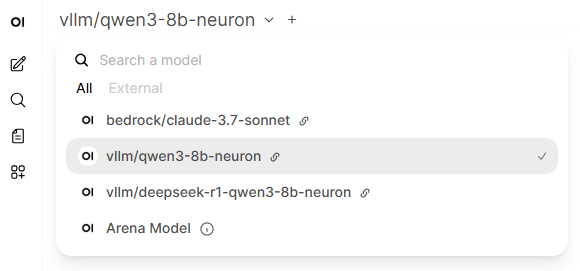 OI vllm/qwen3-8b-neuron
Search a model
All External
OI bedrock/claude-3.7-sonnet
OI vllm/qwen3-8b-neuron
OI vllm/deepseek-r1-qwen3-8b-neuron
OI Arena Model